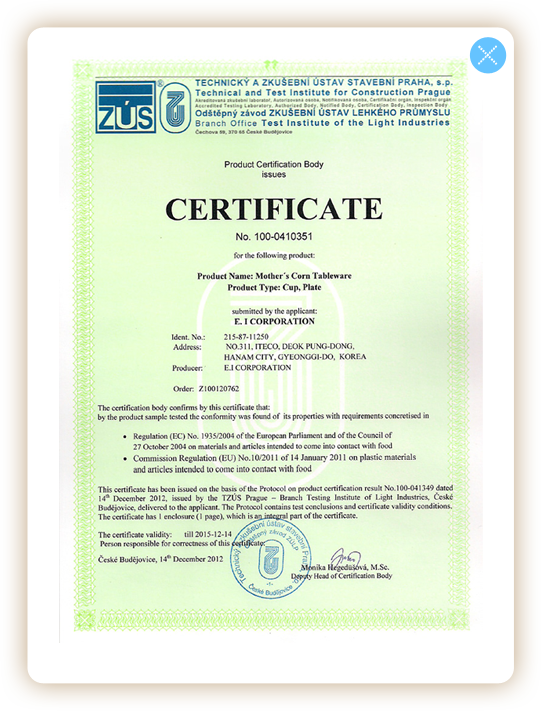 TECHNICKÝ A ZKUŠEBNÍ ÚSTAV STAVEBNÍ PRAHA, s.p.
Technical and Test Institute for Construction Prague
Akreditovaná zkušební laboratoř, Autorizovaná osoba, Notifikovaná osoba, Certifikační orgán, Inspekční orgán
Accredited Testing Laboratory, Authorized Body, Notified Body, Certification Body, Inspection Body
Odštěpný závod ZKUŠEBNÍ ÚSTAV LEHKÉHO PRŮMYSLU
Branch Office Test Institute of the Light Industries
Čechova 59, 370 65 České Budějovice
TZÚS
®
Product Certification Body
issues
CERTIFICATE
No. 100-0410351
for the following product:
Product Name: Mother´s Corn Tableware
Product Type: Cup, Plate
submitted by the applicant:
E. I CORPORATION
Ident. No.: 215-87-11250
Address: NO.311, ITECO, DEOK PUNG-DONG,
HANAM CITY, GYEONGGI-DO, KOREA
Producer: E.I CORPORATION
Order: Z100120762
The certification body confirms by this certificate that:
by the product sample tested the conformity was found of its properties with requirements concretised in
• Regulation (EC) No. 1935/2004 of the European Parliament and of the Council of
27 October 2004 on materials and articles intended to come into contact with food
• Commission Regulation (EU) No.10/2011 of 14 January 2011 on plastic materials
and articles intended to come into contact with food
This certificate has been issued on the basis of the Protocol on product certification result No.100-041349 dated
14th December 2012, issued by the TZÚS Prague – Branch Testing Institute of Light Industries, České
Budějovice, delivered to the applicant. The Protocol contains test conclusions and certificate validity conditions.
The certificate has 1 enclosure (1 page), which is an integral part of the certificate.
The certificate validity: till 2015-12-14
Person responsible for correctness of this certificate:
České Budějovice, 14th December 2012
Technický a zkušební ústav stavební
Odštěpný závod ZÚLP
-1-
České Budějovice
Monika Hegedüšová, M.Sc.
Deputy Head of Certification Body